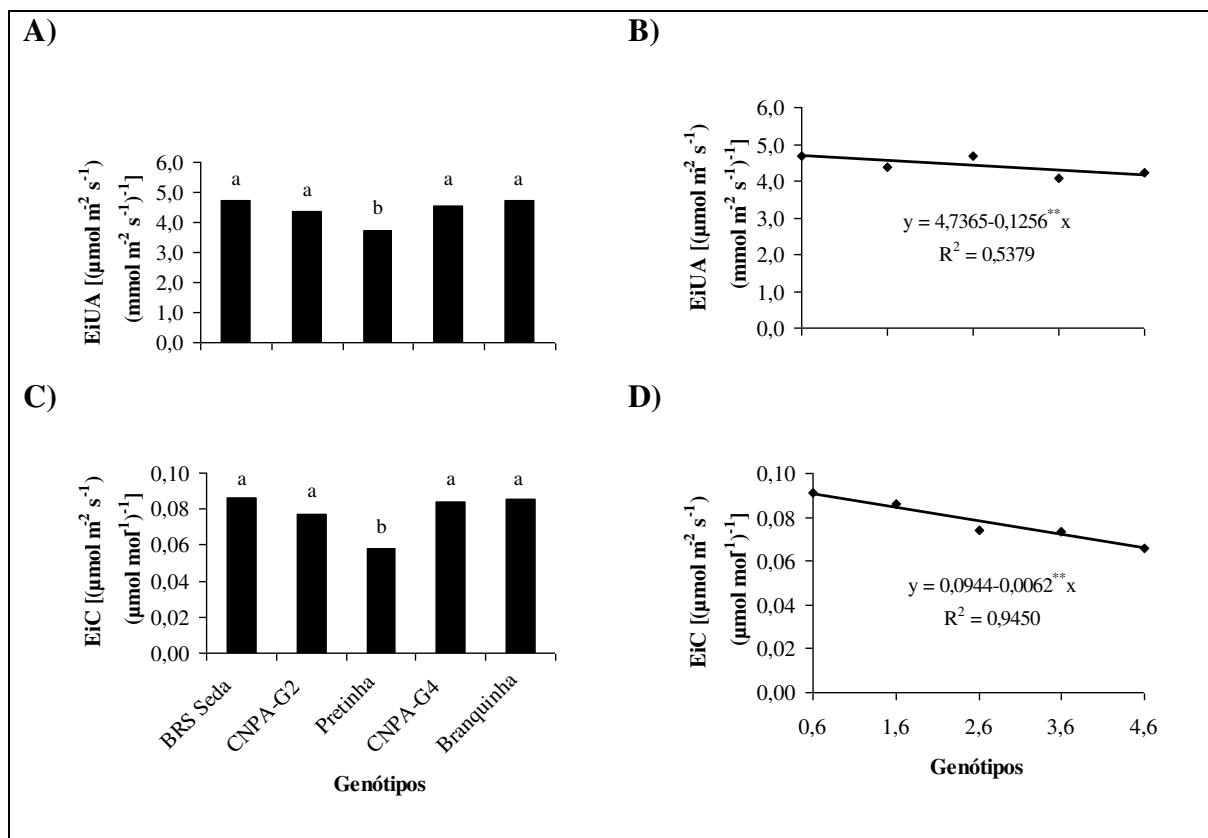 A)
EiUA [(μmol m-2 s-1)
(mmol m-2 s-1)-1]
6,0
5,0
4,0
3,0
2,0
1,0
0,0
a
a
b
a
a
B)
EiUA [(μmol m-2 s-1)
(mmol m-2 s-1)-1]
6,0
5,0
4,0
3,0
2,0
1,0
0,0
y = 4,7365-0,1256**x
R2 = 0,5379
C)
EiC [(μmol m-2 s-1)
(μmol mol-1)-1]
0,10
0,08
0,06
0,04
0,02
0,00
a
a
b
a
a
BRS Seda
CNPA-G2
Pretinha
CNPA-G4
Branquinha
Genótipos
D)
EiC [(μmol m-2 s-1)
(μmol mol-1)-1]
0,10
0,08
0,06
0,04
0,02
0,00
y = 0,0944-0,0062**x
R2 = 0,9450
0,6
1,6
2,6
3,6
4,6
Genótipos